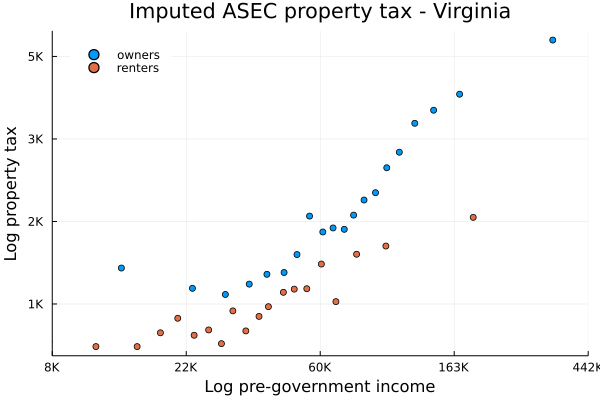 Imputed ASEC property tax - Virginia
owners
renters
5K
3K
2K
1K
Log property tax
8K
22K
60K
163K
442K
Log pre-government income